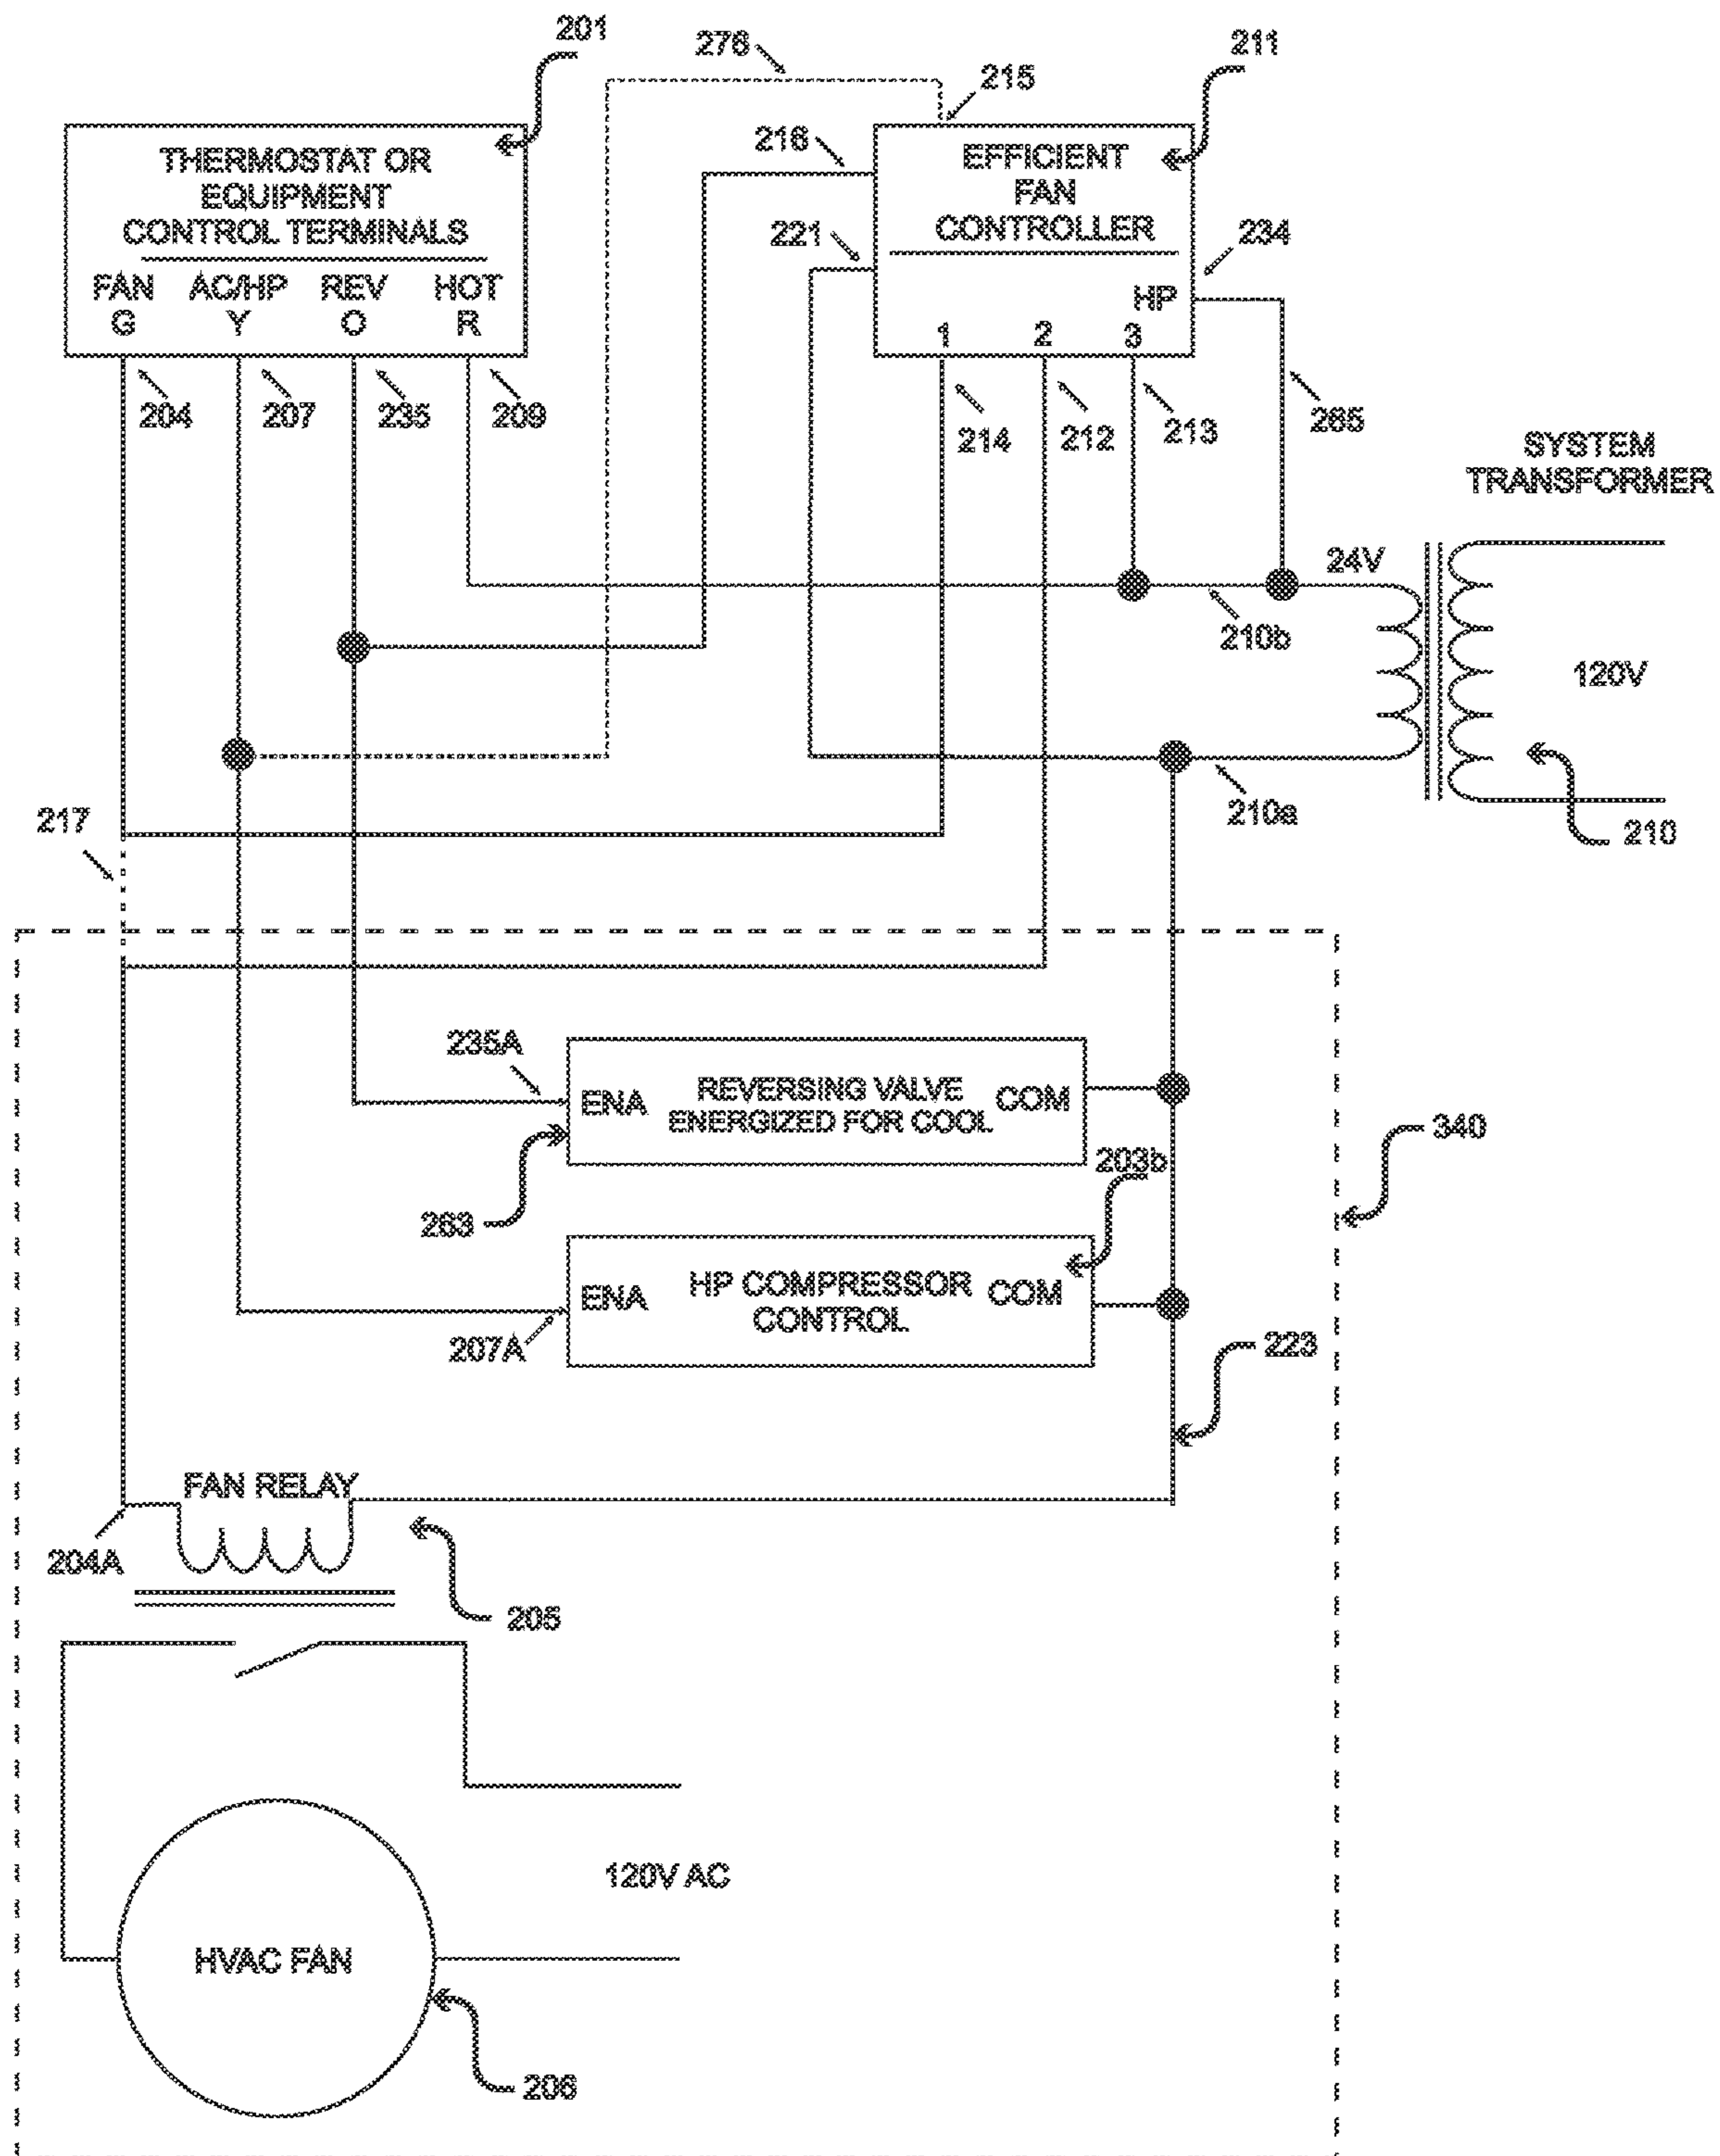 201
276
211
215
216
THERMOSTAT OR
EQUIPMENT
CONTROL TERMINALS
EFFICIENT
FAN
CONTROLLER
221
234
FAN AC/HP REV HOT
G Y O R
HP
1 2 3
204 207 235 209
214 212 213 265
SYSTEM
TRANSFORMER
24V
210b
120V
210a
210
217
235A
ENA REVERSING VALVE COM
ENERGIZED FOR COOL
340
203b
263
ENA HP COMPRESSOR COM
CONTROL
207A
223
FAN RELAY
204A
205
120V AC
HVAC FAN
206